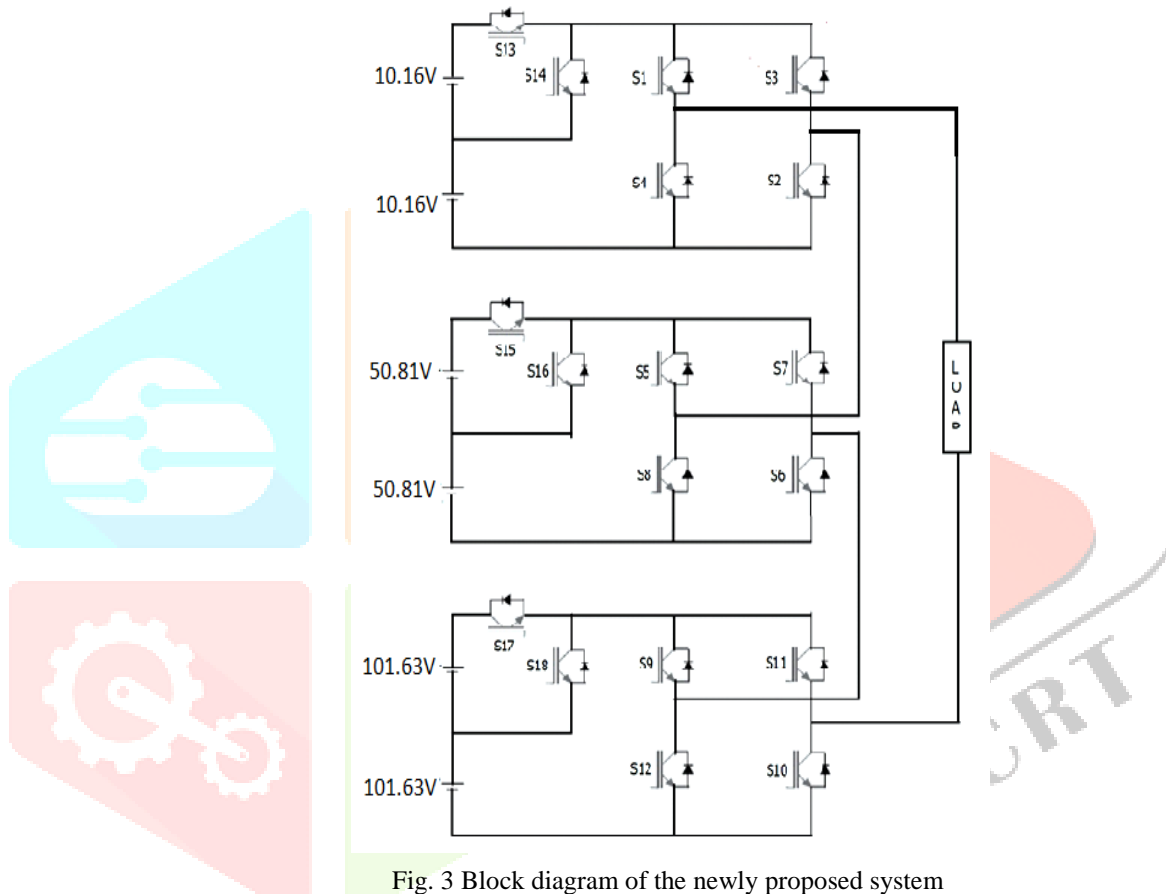 S13
10.16V
S14
S1
S3
10.16V
S4
S2
S15
50.81V
S16
S5
S7
50.81V
S8
S6
L
O
A
D
S17
101.63V
S18
S9
S11
101.63V
S12
S10
CRT
Fig. 3 Block diagram of the newly proposed system